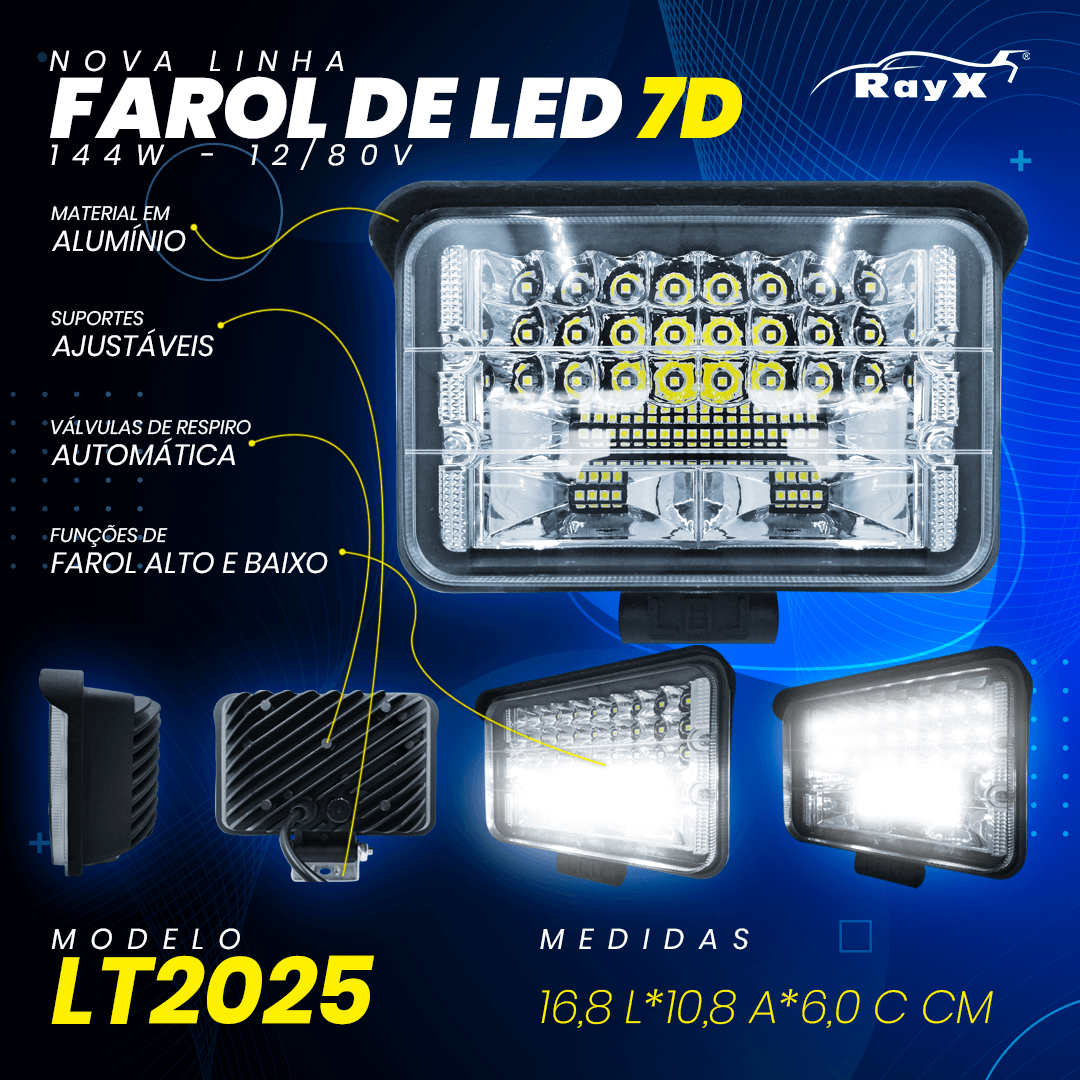 NOVA LINHA
FAROL DE LED 7D
144W - 12/80V
RayX®
MATERIAL EM
ALUMÍNIO
SUPORTES
AJUSTÁVEIS
VÁLVULAS DE RESPIRO
AUTOMÁTICA
FUNÇÕES DE
FAROL ALTO E BAIXO
MODELO
LT2025
MEDIDAS
16,8 L*10,8 A*6,0 C CM